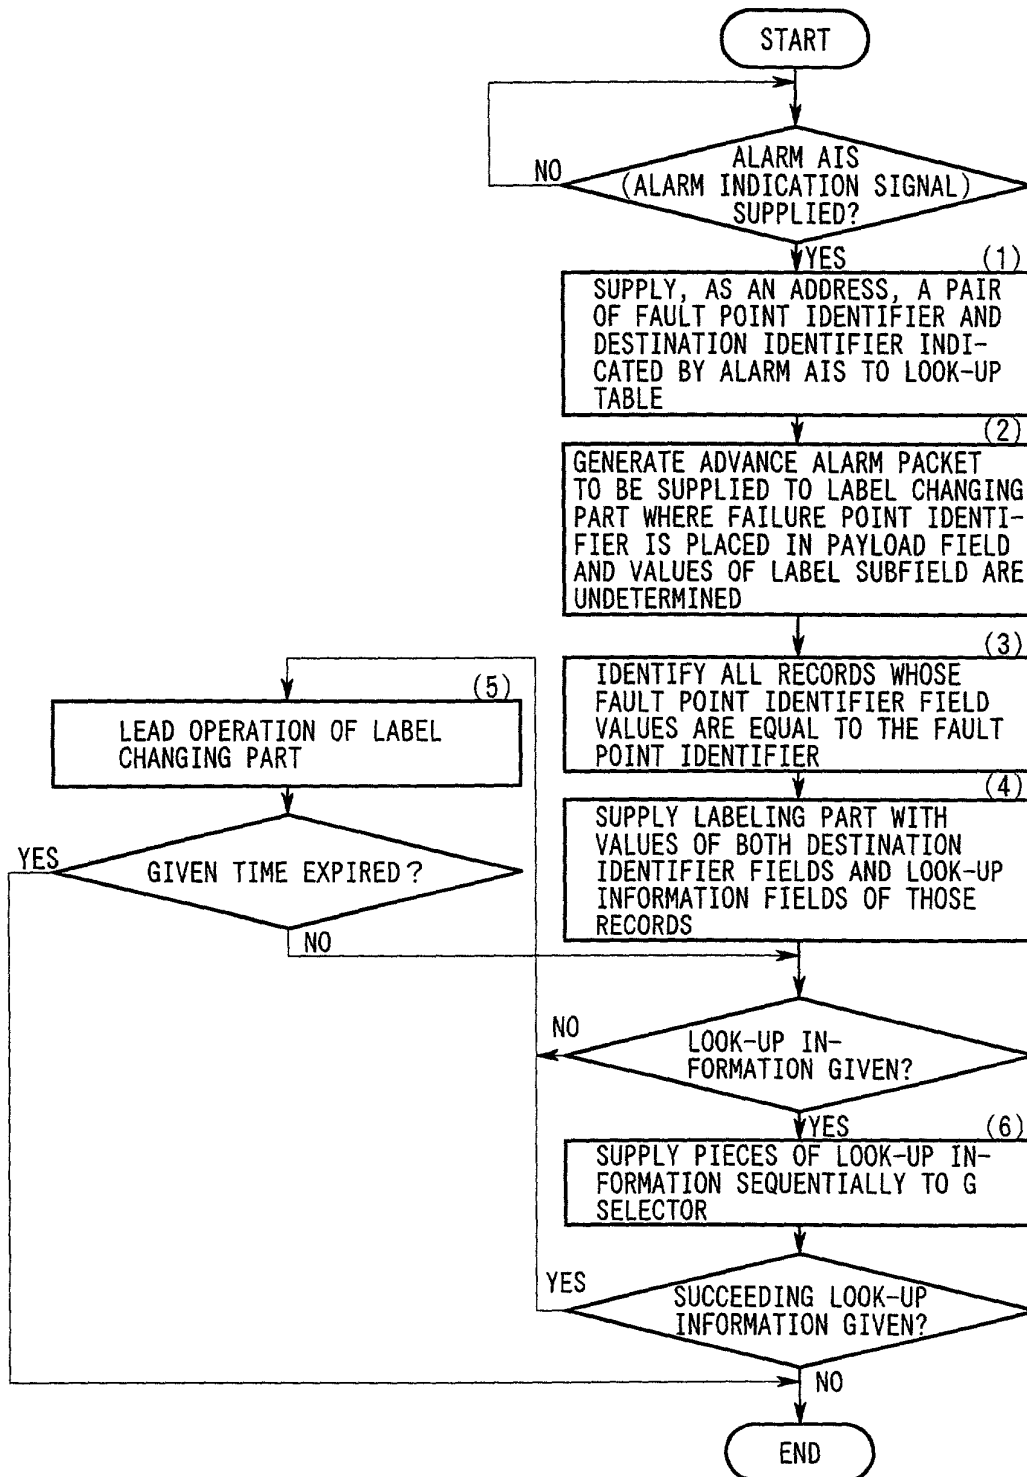 START
ALARM AIS
(ALARM INDICATION SIGNAL)
SUPPLIED?
NO
YES
(1)
SUPPLY, AS AN ADDRESS, A PAIR
OF FAULT POINT IDENTIFIER AND
DESTINATION IDENTIFIER INDI-
CATED BY ALARM AIS TO LOOK-UP
TABLE
(2)
GENERATE ADVANCE ALARM PACKET
TO BE SUPPLIED TO LABEL CHANGING
PART WHERE FAILURE POINT IDENTI-
FIER IS PLACED IN PAYLOAD FIELD
AND VALUES OF LABEL SUBFIELD ARE
UNDETERMINED
(3)
IDENTIFY ALL RECORDS WHOSE
FAULT POINT IDENTIFIER FIELD
VALUES ARE EQUAL TO THE FAULT
POINT IDENTIFIER
(4)
SUPPLY LABELING PART WITH
VALUES OF BOTH DESTINATION
IDENTIFIER FIELDS AND LOOK-UP
INFORMATION FIELDS OF THOSE
RECORDS
(5)
LEAD OPERATION OF LABEL
CHANGING PART
YES
GIVEN TIME EXPIRED?
NO
NO
LOOK-UP IN-
FORMATION GIVEN?
YES
(6)
SUPPLY PIECES OF LOOK-UP IN-
FORMATION SEQUENTIALLY TO G
SELECTOR
YES
SUCCEEDING LOOK-UP
INFORMATION GIVEN?
NO
END